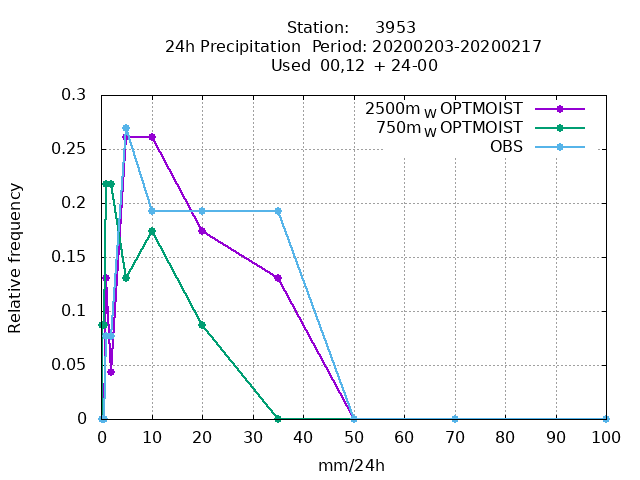 Station: 3953
24h Precipitation Period: 20200203-20200217
Used 00,12 + 24-00
2500m W OPTMOIST
750m W OPTMOIST
OBS
0.3
0.25
0.2
0.15
0.1
0.05
0
Relative frequency
0 10 20 30 40 50 60 70 80 90 100
mm/24h